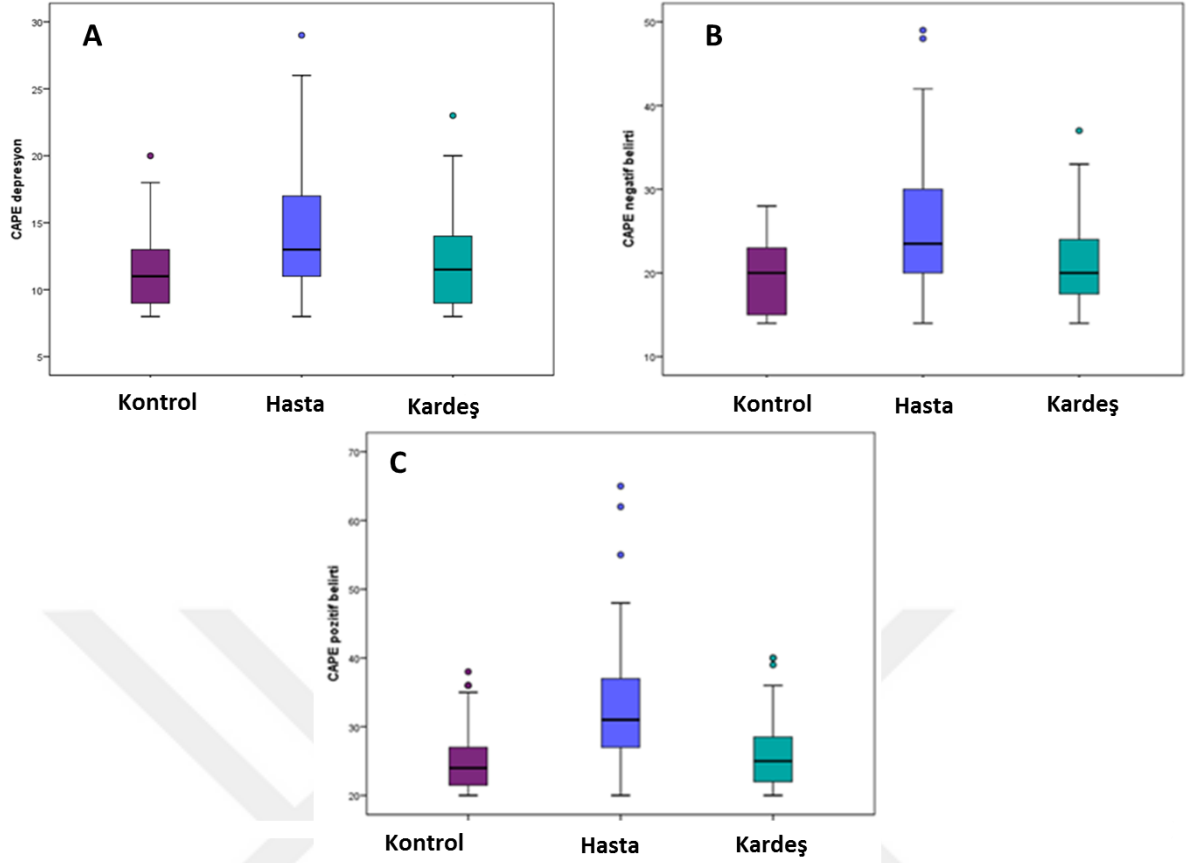 A
30
25
20
15
10
5
CAPE depresyon
Kontrol Hasta Kardeş
B
50
40
30
20
10
CAPE negatif belirti
Kontrol Hasta Kardeş
C
70
60
50
40
30
20
CAPE pozitif belirti
Kontrol Hasta Kardeş